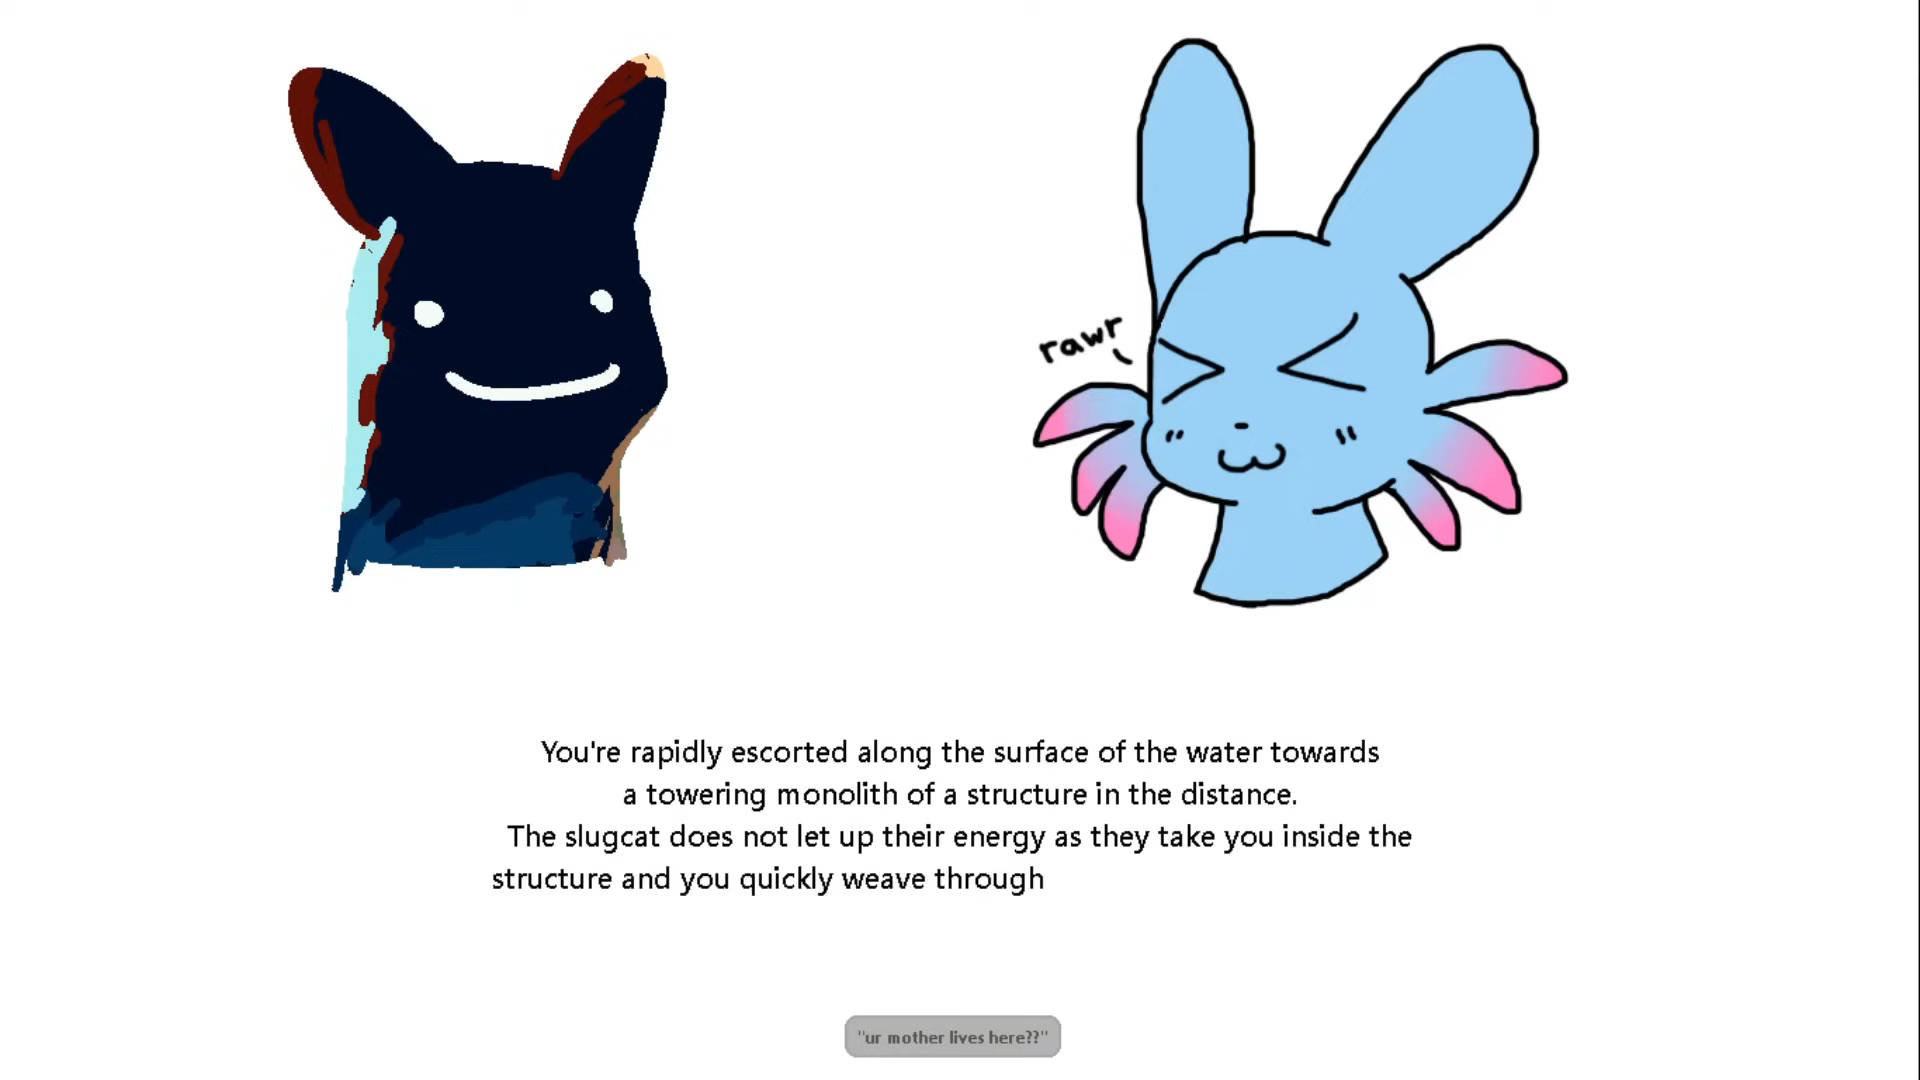 rawr
You're rapidly escorted along the surface of the water towards
a towering monolith of a structure in the distance.
The slugcat does not let up their energy as they take you inside the
structure and you quickly weave through
"ur mother lives here??"